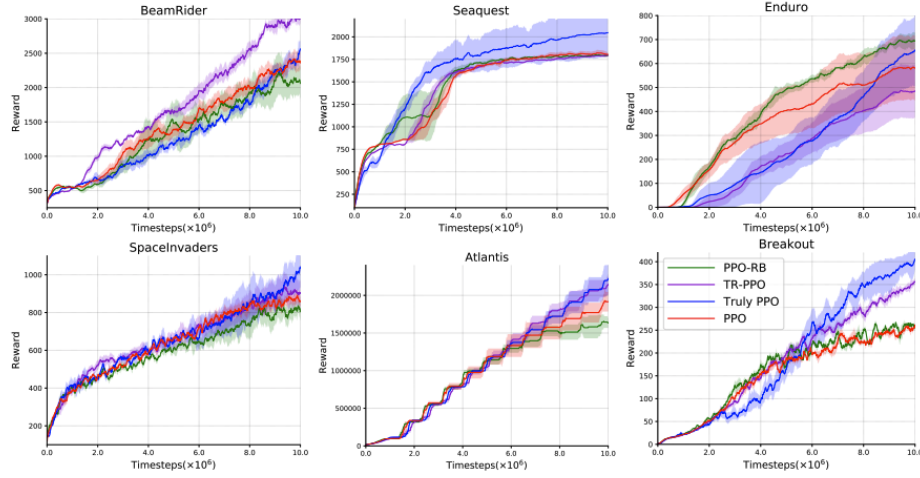 BeamRider
Reward
3000
2500
2000
1500
1000
500
0.0 2.0 4.0 6.0 8.0 10.0
Timesteps(×10⁶)
Seaquest
Reward
2000
1750
1500
1250
1000
750
500
250
0.0 2.0 4.0 6.0 8.0 10.0
Timesteps(×10⁶)
Enduro
Reward
800
700
600
500
400
300
200
100
0
0.0 2.0 4.0 6.0 8.0 10.0
Timesteps(×10⁶)
SpaceInvaders
Reward
1000
800
600
400
200
0.0 2.0 4.0 6.0 8.0 10.0
Timesteps(×10⁶)
Atlantis
Reward
2000000
1500000
1000000
500000
0
0.0 2.0 4.0 6.0 8.0 10.0
Timesteps(×10⁶)
Breakout
Reward
400
350
300
250
200
150
100
50
0
0.0 2.0 4.0 6.0 8.0 10.0
Timesteps(×10⁶)
PPO-RB
TR-PPO
Truly PPO
PPO